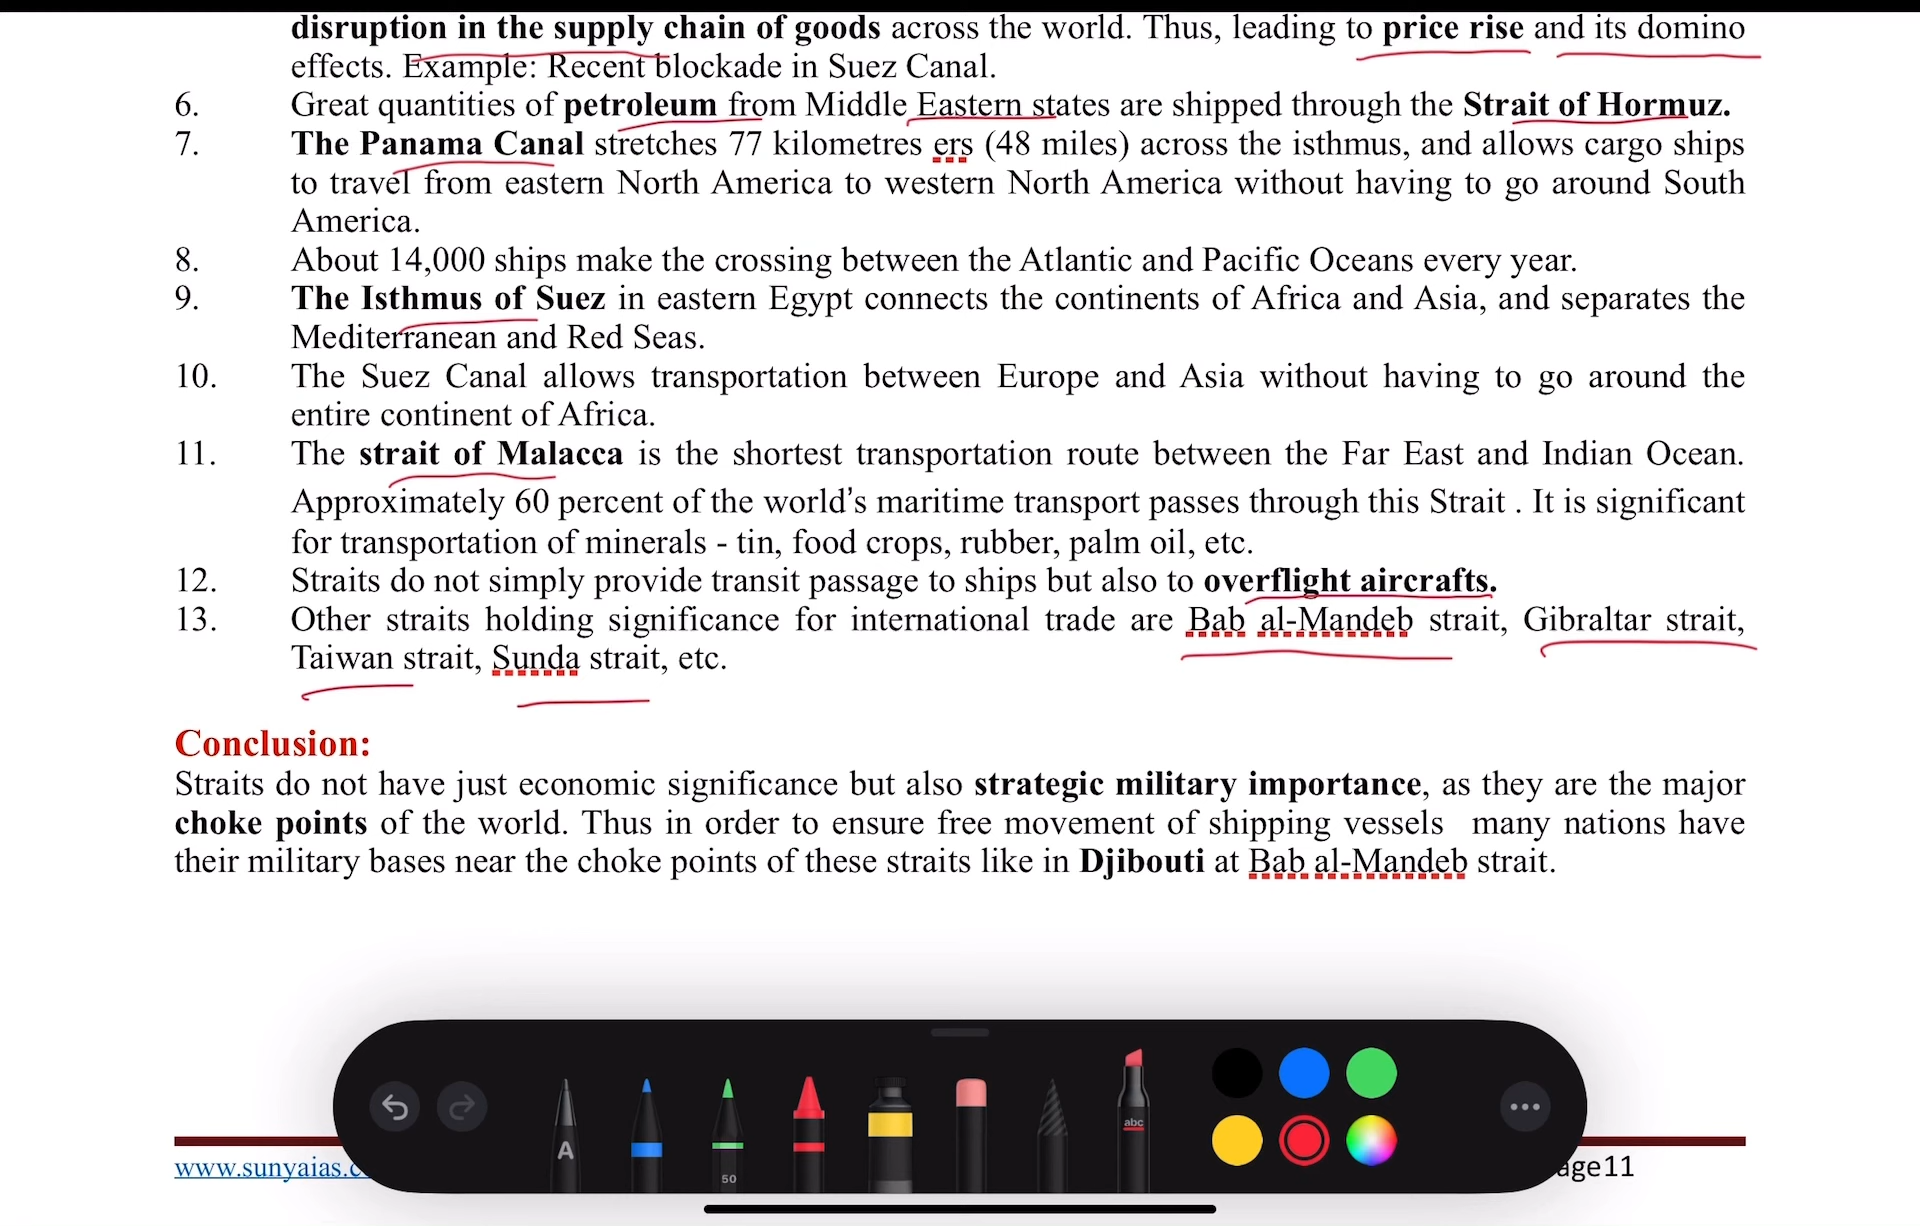 disruption in the supply chain of goods across the world. Thus, leading to price rise and its domino
effects. Example: Recent blockade in Suez Canal.
6. Great quantities of petroleum from Middle Eastern states are shipped through the Strait of Hormuz.
7. The Panama Canal stretches 77 kilometres ers (48 miles) across the isthmus, and allows cargo ships
to travel from eastern North America to western North America without having to go around South
America.
8. About 14,000 ships make the crossing between the Atlantic and Pacific Oceans every year.
9. The Isthmus of Suez in eastern Egypt connects the continents of Africa and Asia, and separates the
Mediterranean and Red Seas.
10. The Suez Canal allows transportation between Europe and Asia without having to go around the
entire continent of Africa.
11. The strait of Malacca is the shortest transportation route between the Far East and Indian Ocean.
Approximately 60 percent of the world's maritime transport passes through this Strait . It is significant
for transportation of minerals - tin, food crops, rubber, palm oil, etc.
12. Straits do not simply provide transit passage to ships but also to overflight aircrafts.
13. Other straits holding significance for international trade are Bab al-Mandeb strait, Gibraltar strait,
Taiwan strait, Sunda strait, etc.
Conclusion:
Straits do not have just economic significance but also strategic military importance, as they are the major
choke points of the world. Thus in order to ensure free movement of shipping vessels many nations have
their military bases near the choke points of these straits like in Djibouti at Bab al-Mandeb strait.
abc
A
50
www.sunyaias.c
age11